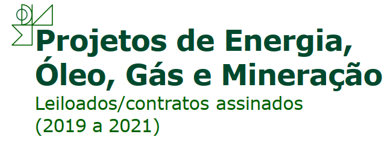 Projetos de Energia,
Óleo, Gás e Mineração
Leiloados/contratos assinados
(2019 a 2021)